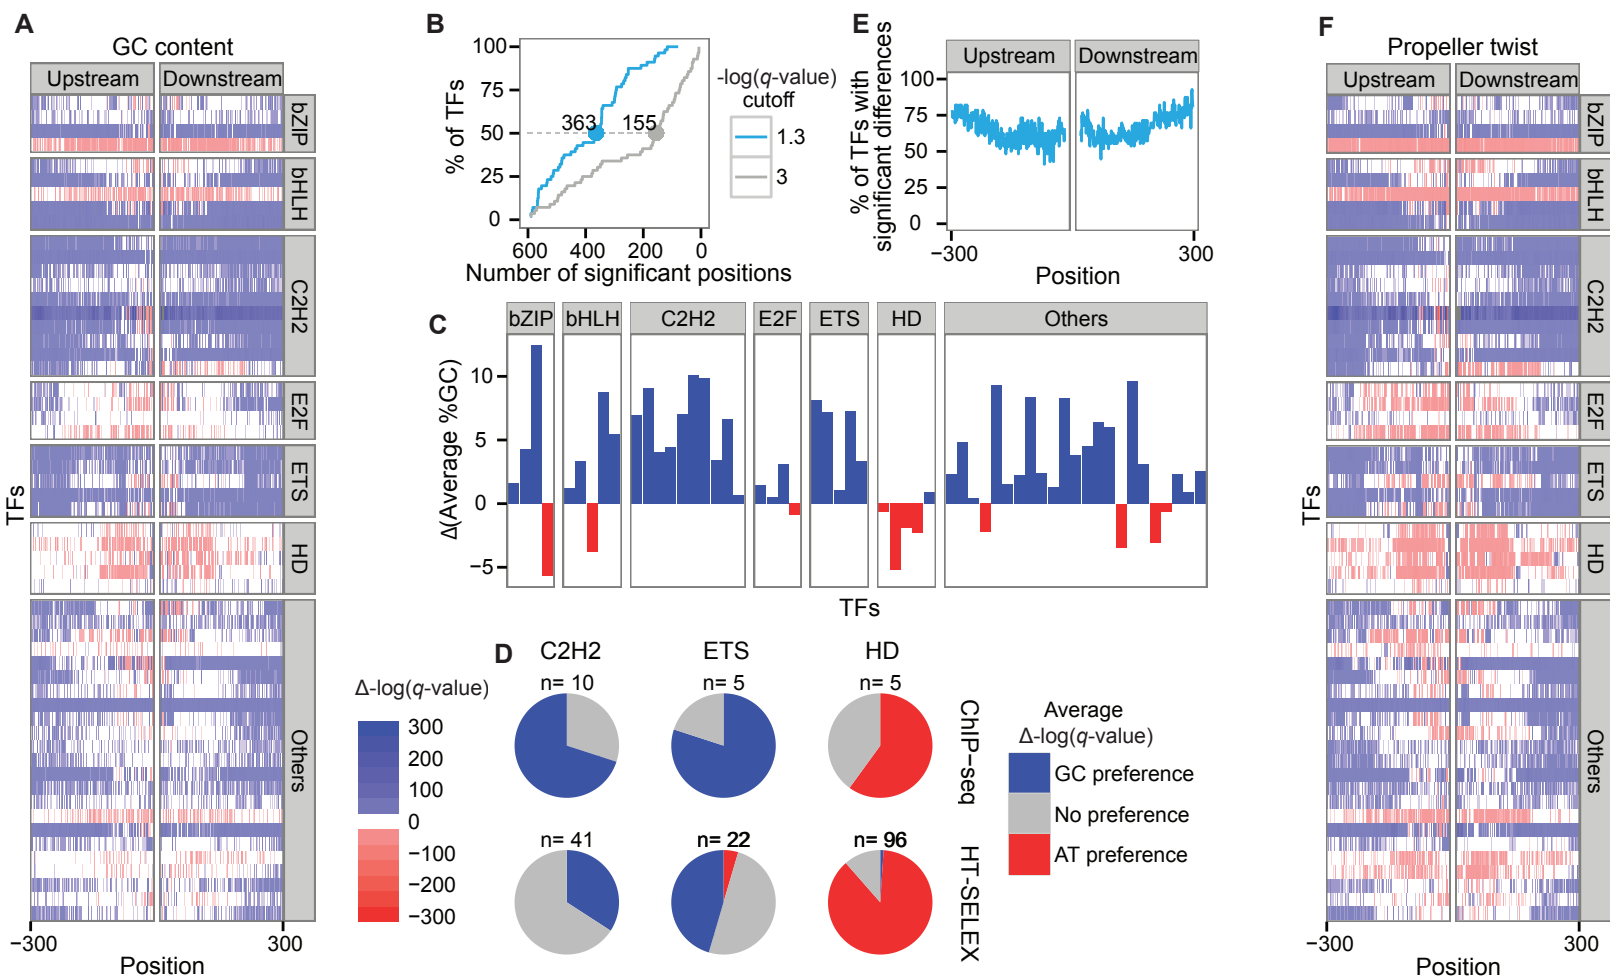 A
GC content
Upstream
Downstream
bZIP
bHLH
C2H2
E2F
ETS
HD
Others
TFs
−300
300
Position
B
% of TFs
100
75
50
25
0
363
155
600
400
200
0
Number of significant positions
-log(q-value)
cutoff
1.3
3
E
% of TFs with
significant differences
Upstream
Downstream
100
75
50
25
0
−300
300
Position
C
bZIP
bHLH
C2H2
E2F
ETS
HD
Others
Δ(Average %GC)
10
5
0
−5
TFs
Δ-log(q-value)
300
200
100
0
−100
−200
−300
D
C2H2
ETS
HD
n= 10
n= 5
n= 5
ChIP−seq
n= 41
n= 22
n= 96
HT-SELEX
Average
Δ-log(q-value)
GC preference
No preference
AT preference
F
Propeller twist
Upstream
Downstream
bZIP
bHLH
C2H2
E2F
ETS
HD
Others
TFs
−300
300
Position